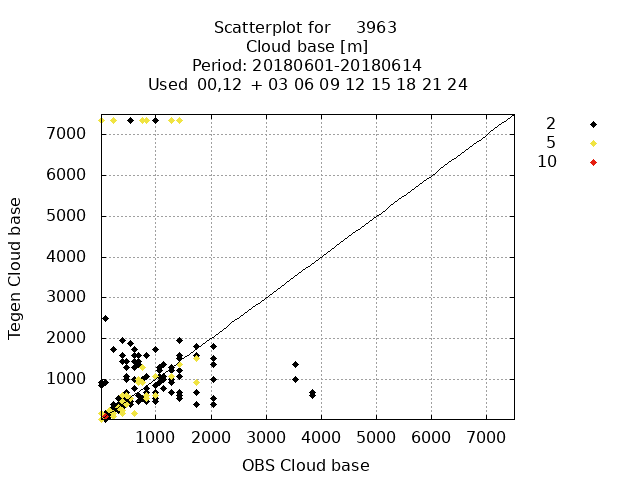 Scatterplot for 3963
Cloud base [m]
Period: 20180601-20180614
Used 00,12 + 03 06 09 12 15 18 21 24
2
5
10
7000
6000
5000
4000
3000
2000
1000
Tegen Cloud base
1000 2000 3000 4000 5000 6000 7000
OBS Cloud base